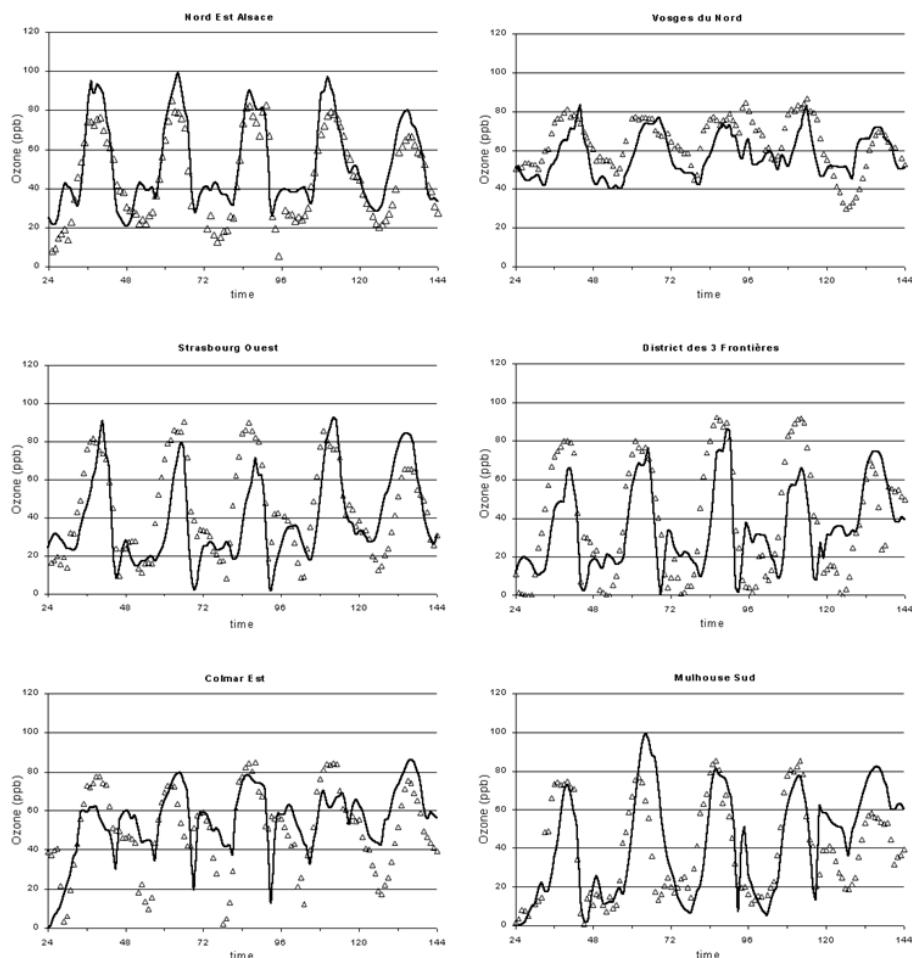 Nord Est Alsace
120
100
80
60
40
20
0
Ozone (ppb)
24 48 72 96 120 144
time
Vosges du Nord
120
100
80
60
40
20
0
Ozone (ppb)
24 48 72 96 120 144
time
Strasbourg Ouest
120
100
80
60
40
20
0
Ozone (ppb)
24 48 72 96 120 144
time
District des 3 Frontières
120
100
80
60
40
20
0
Ozone (ppb)
24 48 72 96 120 144
time
Colmar Est
120
100
80
60
40
20
0
Ozone (ppb)
24 48 72 96 120 144
time
Mulhouse Sud
120
100
80
60
40
20
0
Ozone (ppb)
24 48 72 96 120 144
time